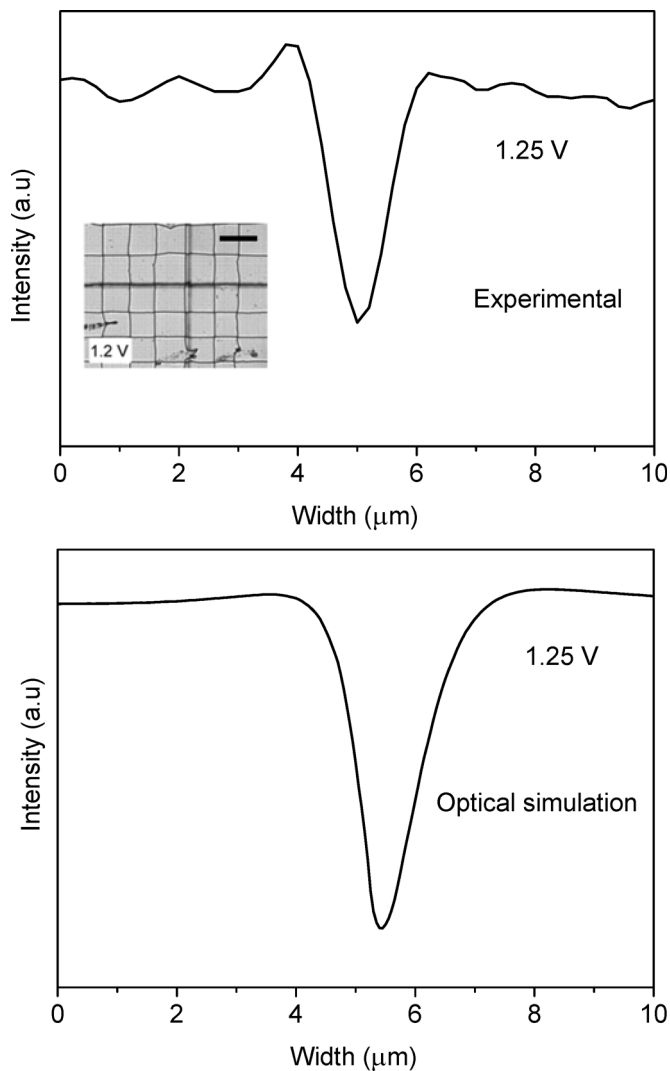 Intensity (a.u)
1.25 V
Experimental
1.2 V
0 2 4 6 8 10
Width (μm)
Intensity (a.u)
1.25 V
Optical simulation
0 2 4 6 8 10
Width (μm)